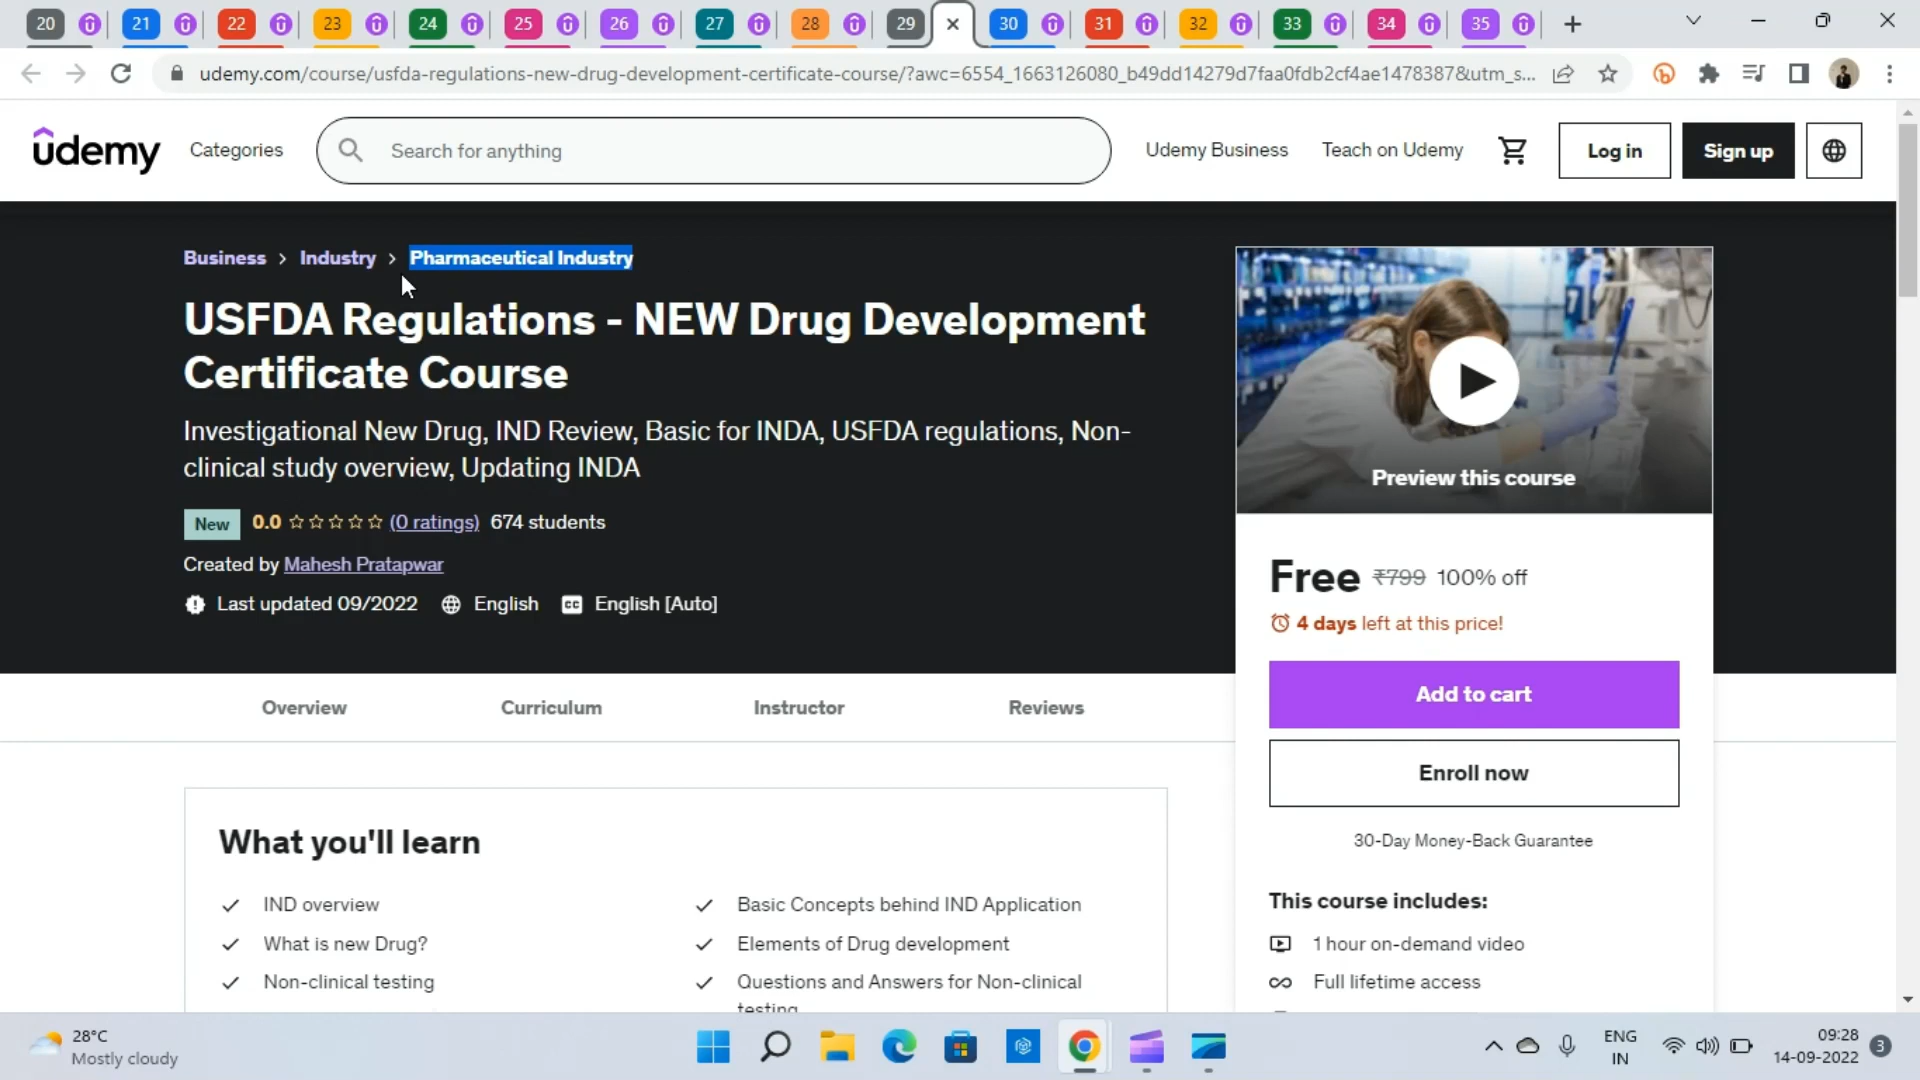 20 21 22 23 24 25 26 27 28 29 30 31 32 33 34 35
udemy.com/course/usfda-regulations-new-drug-development-certificate-course/?awc=6554_1663126080_b49dd14279d7faa0fdb2cf4ae1478387&utm_s...
udemy
Categories
Search for anything
Udemy Business
Teach on Udemy
Log in
Sign up
Business > Industry > Pharmaceutical Industry
USFDA Regulations - NEW Drug Development
Certificate Course
Investigational New Drug, IND Review, Basic for INDA, USFDA regulations, Non-
clinical study overview, Updating INDA
New 0.0 (0 ratings) 674 students
Created by Mahesh Pratapwar
Last updated 09/2022 English CC English [Auto]
Preview this course
Free ₹799 100% off
4 days left at this price!
Add to cart
Enroll now
30-Day Money-Back Guarantee
This course includes:
1 hour on-demand video
Full lifetime access
Overview
Curriculum
Instructor
Reviews
What you'll learn
IND overview
Basic Concepts behind IND Application
What is new Drug?
Elements of Drug development
Non-clinical testing
Questions and Answers for Non-clinical
testing
28°C
Mostly cloudy
ENG
IN
09:28
14-09-2022
3